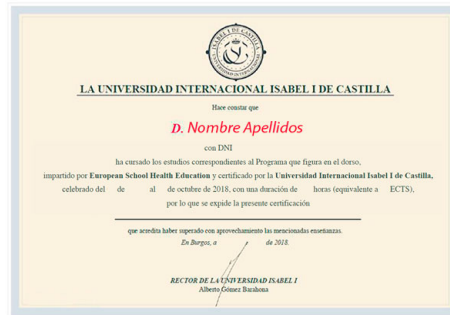 LA UNIVERSIDAD INTERNACIONAL ISABEL I DE CASTILLA
Hace constar que
D. Nombre Apellidos
con DNI
ha cursado los estudios correspondientes al Programa que figura en el dorso,
impartido por European School Health Education y certificado por la Universidad Internacional Isabel I de Castilla,
celebrado del de al de octubre de 2018, con una duración de horas (equivalente a ECTS),
por lo que se expide la presente certificación
que acredita haber superado con aprovechamiento las mencionadas enseñanzas.
En Burgos, a de 2018.
RECTOR DE LA UNIVERSIDAD ISABEL I
Alberto Gómez Barahona